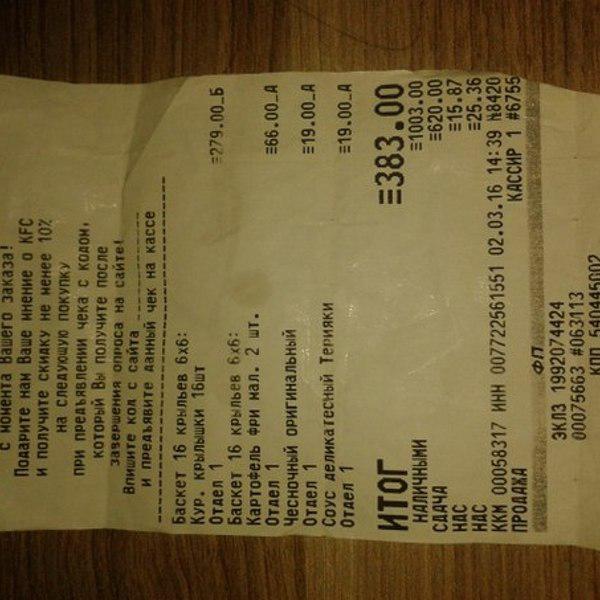 с момента Вашего заказа!
Подарите нам Ваше мнение о KFC
и получите скидку не менее 10%
на следующую покупку
при предъявлении чека с кодом,
который Вы получите после
завершения опроса на сайте!
Впишите код с сайта ----------
и предъявите данный чек на кассе
--------------------------------
Баскет 16 крыльев 6x6:
Кур. крылышки 16шт
Отдел 1 ≡279.00_Б
Баскет 16 крыльев 6x6:
Картофель фри мал. 2 шт.
Отдел 1 ≡66.00_А
Чесночный оригинальный
Отдел 1 ≡19.00_А
Соус деликатесный Терияки
Отдел 1 ≡19.00_А
ИТОГ ≡383.00
НАЛИЧНЫМИ ≡1003.00
СДАЧА ≡620.00
НДС ≡15.87
НДС ≡25.36
ККМ 00058317 ИНН 007722561551 02.03.16 14:39 №8420
ПРОДАЖА КАССИР 1 #6755
ФП
ЭКЛЗ 1992074424
00075663 #063113
КПП 540445002